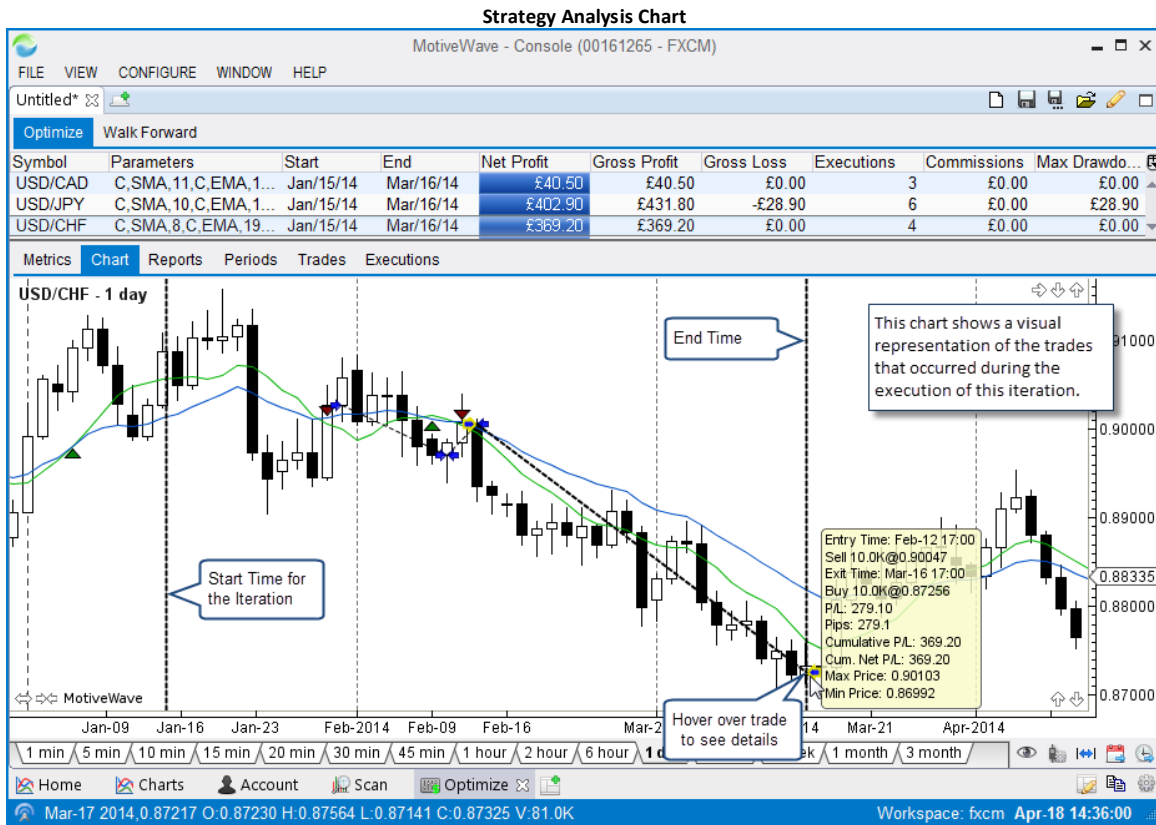 Strategy Analysis Chart
MotiveWave - Console (00161265 - FXCM)
FILE VIEW CONFIGURE WINDOW HELP
Untitled*
Optimize Walk Forward
Symbol Parameters Start End Net Profit Gross Profit Gross Loss Executions Commissions Max Drawdo...
USD/CAD C,SMA,11,C,EMA,1... Jan/15/14 Mar/16/14 £40.50 £40.50 £0.00 3 £0.00 £0.00
USD/JPY C,SMA,10,C,EMA,1... Jan/15/14 Mar/16/14 £402.90 £431.80 -£28.90 6 £0.00 £28.90
USD/CHF C,SMA,8,C,EMA,19... Jan/15/14 Mar/16/14 £369.20 £369.20 £0.00 4 £0.00 £0.00
Metrics Chart Reports Periods Trades Executions
USD/CHF - 1 day
End Time
This chart shows a visual
representation of the trades
that occurred during the
execution of this iteration.
91000
0.90000
0.89000
0.88335
0.88000
0.87000
Start Time for
the Iteration
Entry Time: Feb-12 17:00
Sell 10.0K@0.90047
Exit Time: Mar-16 17:00
Buy 10.0K@0.87256
P/L: 279.10
Pips: 279.1
Cumulative P/L: 369.20
Cum. Net P/L: 369.20
Max Price: 0.90103
Min Price: 0.86992
MotiveWave
Hover over trade
to see details
Jan-09 Jan-16 Jan-23 Feb-2014 Feb-09 Feb-16 Mar-2 14 Mar-21 Apr-2014
1 min 5 min 10 min 15 min 20 min 30 min 45 min 1 hour 2 hour 6 hour 1 d ek 1 month 3 month
Home Charts Account Scan Optimize
Mar-17 2014,0.87217 O:0.87230 H:0.87564 L:0.87141 C:0.87325 V:81.0K Workspace: fxcm Apr-18 14:36:00